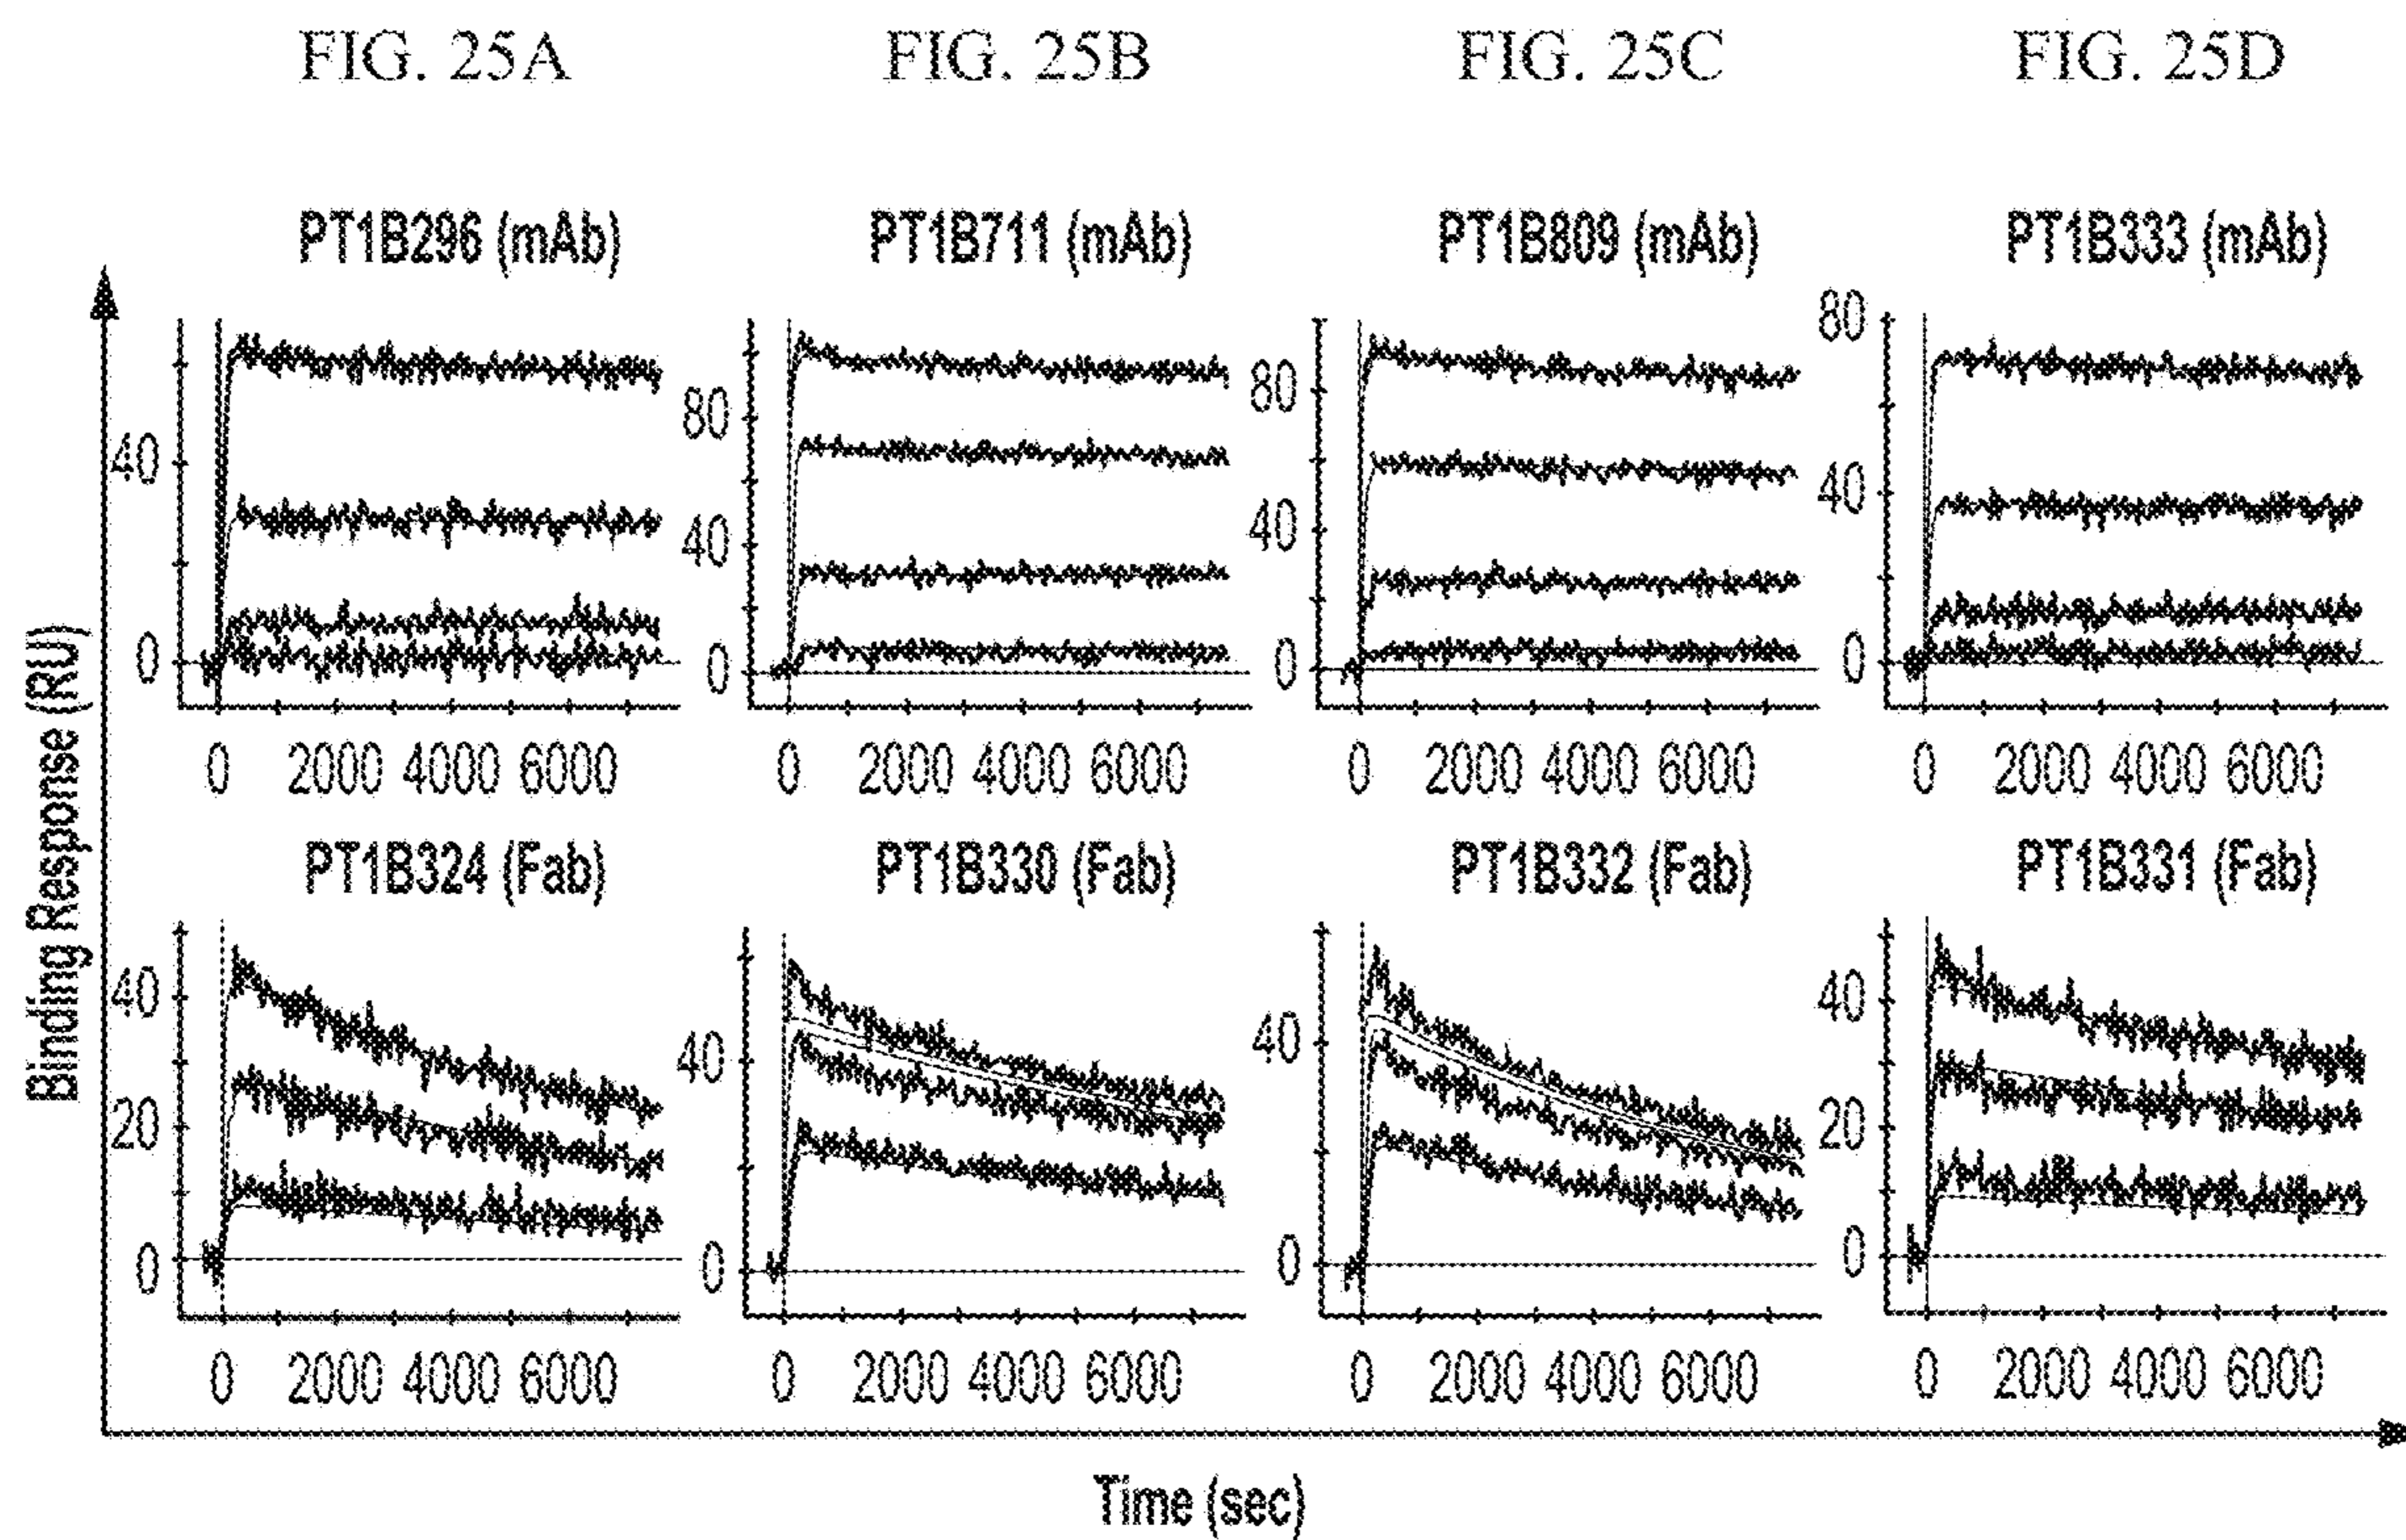 FIG. 25A FIG. 25B FIG. 25C FIG. 25D
PT1B296 (mAb) PT1B711 (mAb) PT1B809 (mAb) PT1B333 (mAb)
80
80 80
40 40
40 40
0 0 0 0
0 2000 4000 6000 0 2000 4000 6000 0 2000 4000 6000 0 2000 4000 6000
Binding Response (RU)
PT1B324 (Fab) PT1B330 (Fab) PT1B332 (Fab) PT1B331 (Fab)
40 40 40 40
20 20
0 0 0 0
0 2000 4000 6000 0 2000 4000 6000 0 2000 4000 6000 0 2000 4000 6000
Time (sec)